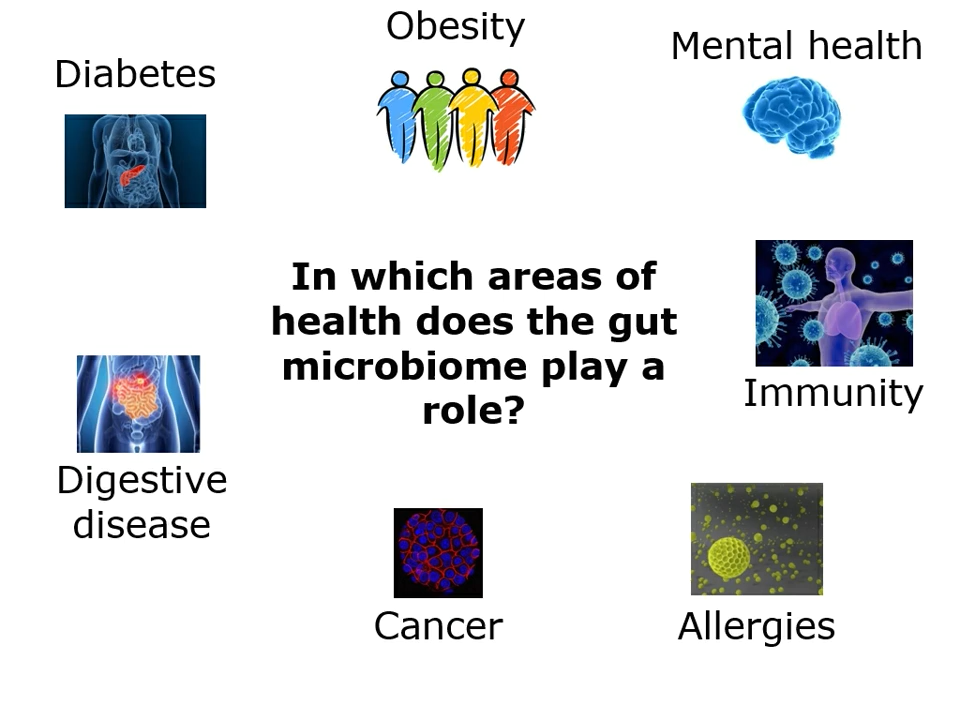 Obesity
Mental health
Diabetes
In which areas of
health does the gut
microbiome play a
role?
Immunity
Digestive
disease
Cancer
Allergies